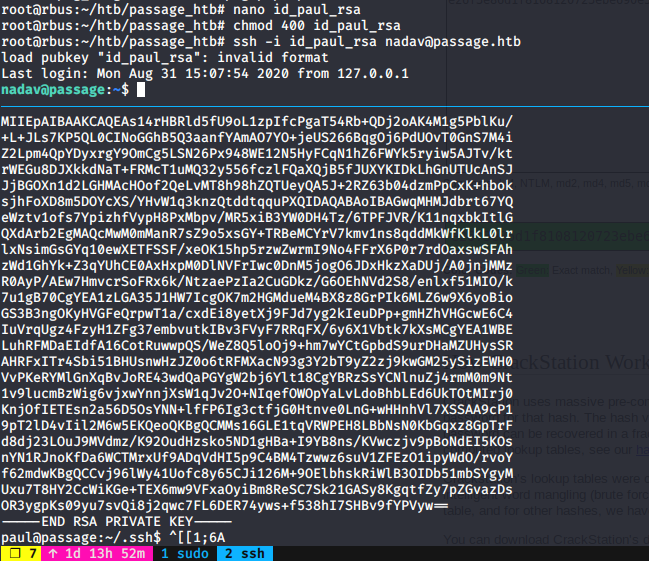 root@rbus:~/htb/passage_htb# nano id_paul_rsa
root@rbus:~/htb/passage_htb# chmod 400 id_paul_rsa
root@rbus:~/htb/passage_htb# ssh -i id_paul_rsa nadav@passage.htb
load pubkey "id_paul_rsa": invalid format
Last login: Mon Aug 31 15:07:54 2020 from 127.0.0.1
nadav@passage:~$
MIIEpAIBAAKCAQEAs14rHBRld5fU9oL1zpIfcPgaT54Rb+QDj2oAK4M1g5PblKu/
+L+JLs7KP5QL0CINoGGhB5Q3aanfYAmAO7YO+jeUS266BqgOj6PdUOvT0GnS7M4i
Z2Lpm4QpYDyxrgY9OmCg5LSN26Px948WE12N5HyFCqN1hZ6FWYk5ryiw5AJTv/kt
rWEGu8DJXkkdNaT+FRMcT1uMQ32y556fczlFQaXQjB5fJUXYKIDkLhGnUTUcAnSJ
JjBGOXn1d2LGHMAcHOof2QeLvMT8h98hZQTUeyQA5J+2RZ63b04dzmPpCxK+hbok
sjhFoXD8m5DOYcXS/YHvW1q3knzQtddtqquPXQIDAQABAoIBAGwqMHMJdbrt67YQ
eWztv1ofs7YpizhfVypH8PxMbpv/MR5xiB3YW0DH4Tz/6TPFJVR/K11nqxbkItlG
QXdArb2EgMAQcMwM0mManR7sZ9o5xsGY+TRBeMCYrV7kmv1ns8qddMkWfKlkL0lr
lxNsimGsGYq10ewXETFSSF/xeOK15hp5rzwZwrmI9No4FFrX6P0r7rdOaxswSFAh
zWd1GhYk+Z3qYUhCE0AxHxpM0DlNVFrIwc0DnM5jogO6JDxHkzXaDUj/A0jnjMMz
R0AyP/AEw7HmvcrSoFRx6k/NtzaePzIa2CuGDkz/G6OEhNVd2S8/enlxf51MIO/k
7u1gB70CgYEA1zLGA35J1HW7IcgOK7m2HGMdueM4BX8z8GrPIk6MLZ6w9X6yoBio
GS3B3ngOKyHVGFeQrpwT1a/cxdEi8yetXj9FJd7yg2kIeuDPp+gmHZhVHGcwE6C4
IuVrqUgz4FzyH1ZFg37embvutkIBv3FVyF7RRqFX/6y6X1Vbtk7kXsMCgYEA1WBE
LuhRFMDaEIdfA16CotRuwwpQS/WeZ8Q5loOj9+hm7wYCtGpbdS9urDHaMZUHysSR
AHRFxITr4Sbi51BHUsnwHzJZ0o6tRFMXacN93g3Y2bT9yZ2zj9kwGM25ySizEWH0
VvPKeRYMlGnXqBvJoRE43wdQaPGYgW2bj6Ylt18CgYBRzSsYCNlnuZj4rmM0m9Nt
1v9lucmBzWig6vjxwYnnjXsW1qJv2O+NIqefOWOpYaLvLdoBhbLEd6UkTOtMIrj0
KnjOfIETEsn2a56D5OsYNN+lfFP6Ig3ctfjG0Htnve0LnG+wHHnVl7XSSAA9cP1
9pT2lD4vIil2M6w5EKQeoQKBgQCMMs16GLE1tqVRWPEH8LBbNsN0KbGqxz8GpTrF
d8dj23LOuJ9MVdmz/K92OudHzsKo5ND1gHBa+I9YB8ns/KVwczjv9pBoNdEI5KOS
nYN1RJnoKfDa6WCTMrxUf9ADqVdHI5p9C4BM4Tzwwz6suV1ZFEzO1ipyWdO/rvoY
f62mdwKBgQCCvj96lWy41Uofc8y65CJi126M+9OElbhskRiWlB3OIDb51mbSYgyM
Uxu7T8HY2CcWiKGe+TEX6mw9VFxaOyiBm8ReSC7Sk21GASy8KgqtfZy7pZGvazDs
OR3ygpKs09yu7svQi8j2qwc7FL6DER74yws+f538hI7SHBv9fYPVyw==
-----END RSA PRIVATE KEY-----
paul@passage:~/.ssh$ ^[[1;6A
7 ↑ 1d 13h 52m 1 sudo 2 ssh